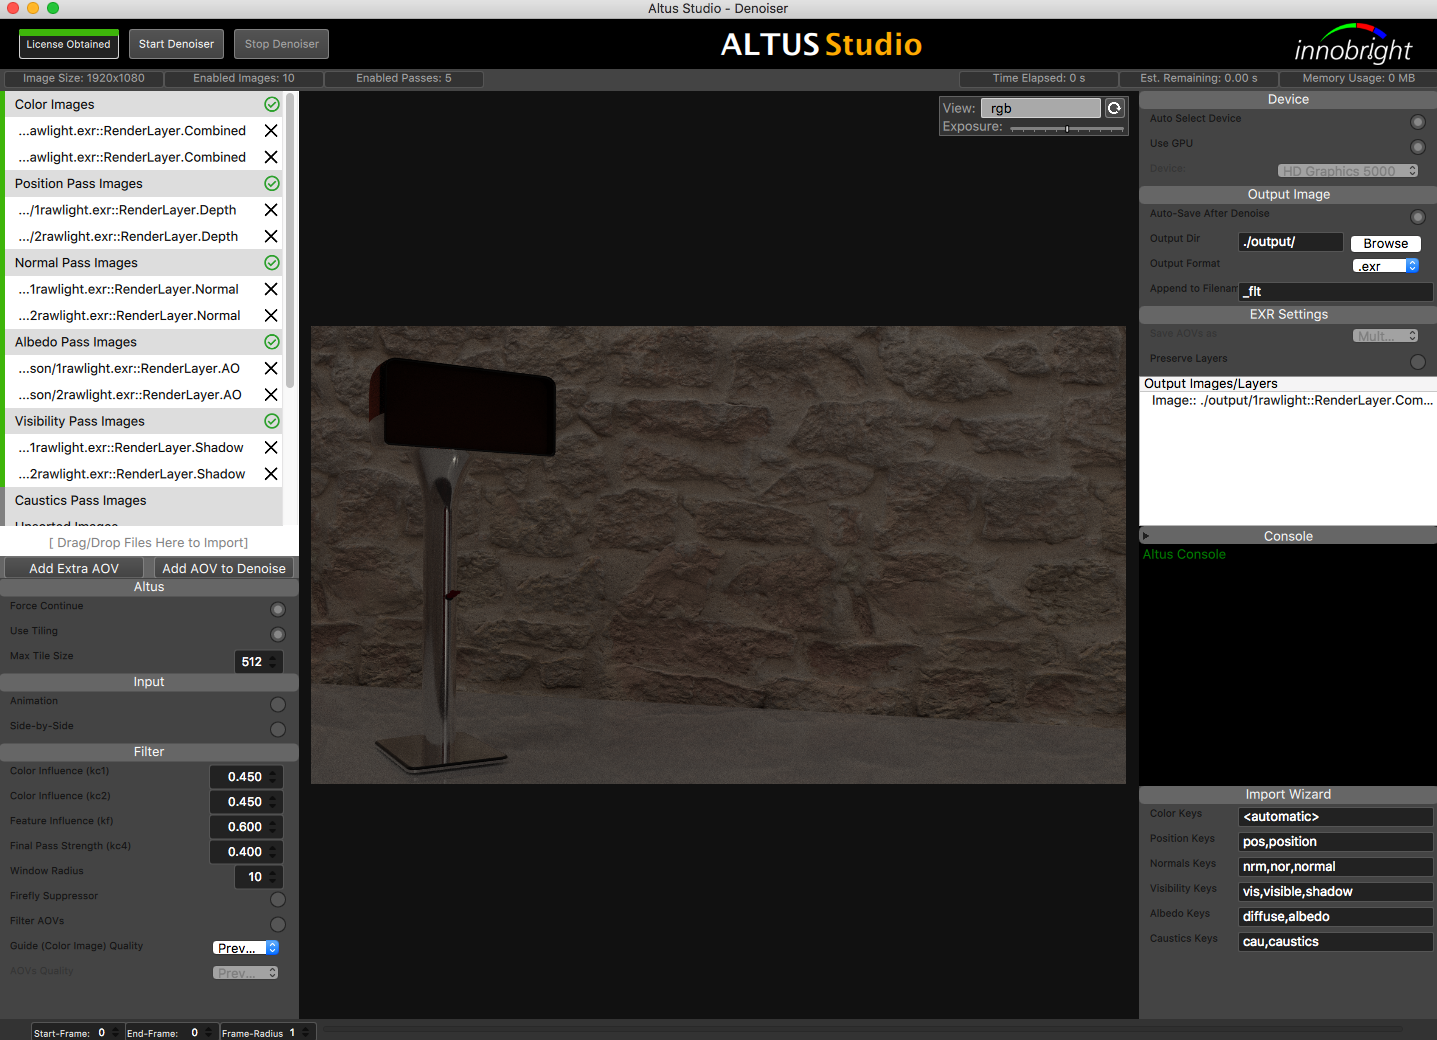 Altus Studio - Denoiser
License Obtained
Start Denoiser
Stop Denoiser
ALTUS Studio
innobright
Image Size: 1920x1080
Enabled Images: 10
Enabled Passes: 5
Time Elapsed: 0 s
Est. Remaining: 0.00 s
Memory Usage: 0 MB
Color Images
...awlight.exr::RenderLayer.Combined
...awlight.exr::RenderLayer.Combined
Position Pass Images
.../1rawlight.exr::RenderLayer.Depth
.../2rawlight.exr::RenderLayer.Depth
Normal Pass Images
...1rawlight.exr::RenderLayer.Normal
...2rawlight.exr::RenderLayer.Normal
Albedo Pass Images
...son/1rawlight.exr::RenderLayer.AO
...son/2rawlight.exr::RenderLayer.AO
Visibility Pass Images
...1rawlight.exr::RenderLayer.Shadow
...2rawlight.exr::RenderLayer.Shadow
Caustics Pass Images
Unsorted Images
[ Drag/Drop Files Here to Import]
Add Extra AOV
Add AOV to Denoise
Altus
Force Continue
Use Tiling
Max Tile Size 512
Input
Animation
Side-by-Side
Filter
Color Influence (kc1) 0.450
Color Influence (kc2) 0.450
Feature Influence (kf) 0.600
Final Pass Strength (kc4) 0.400
Window Radius 10
Firefly Suppressor
Filter AOVs
Guide (Color Image) Quality Prev...
AOVs Quality Prev...
Start-Frame: 0 End-Frame: 0 Frame-Radius 1
View: rgb
Exposure:
Device
Auto Select Device
Use GPU
Device: HD Graphics 5000
Output Image
Auto-Save After Denoise
Output Dir ./output/ Browse
Output Format .exr
Append to Filenam _flt
EXR Settings
Save AOVs as Mult...
Preserve Layers
Output Images/Layers
Image:: ./output/1rawlight::RenderLayer.Com...
Console
Altus Console
Import Wizard
Color Keys <automatic>
Position Keys pos,position
Normals Keys nrm,nor,normal
Visibility Keys vis,visible,shadow
Albedo Keys diffuse,albedo
Caustics Keys cau,caustics